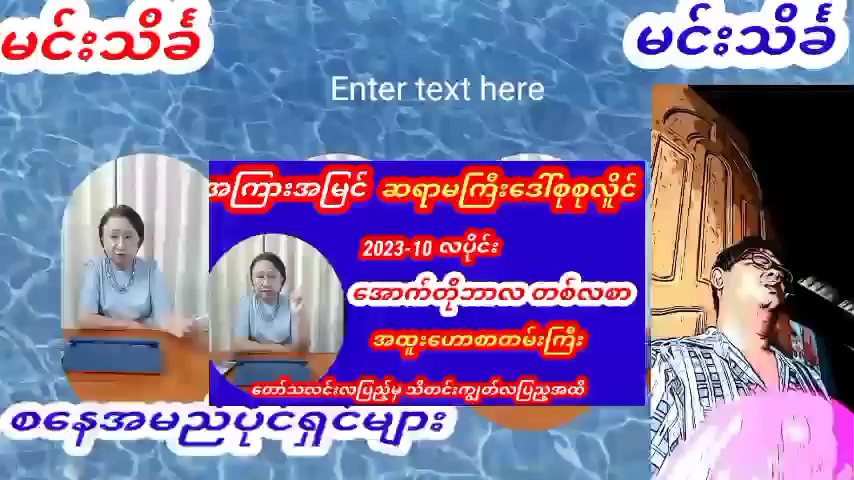 မင်းသိင်္ခ
မင်းသိင်္ခ
Enter text here
အကြားအမြင် ဆရာမကြီးဒေါ်စုစုလှိုင်
2023-10 လပိုင်း
အောက်တိုဘာလ တစ်လစာ
အထူးဟောစာတမ်းကြီး
တော်သလင်းလပြည့်မှ သီတင်းကျွတ်လပြည့်အထိ
စနေအမည်ပိုင်ရှင်များ